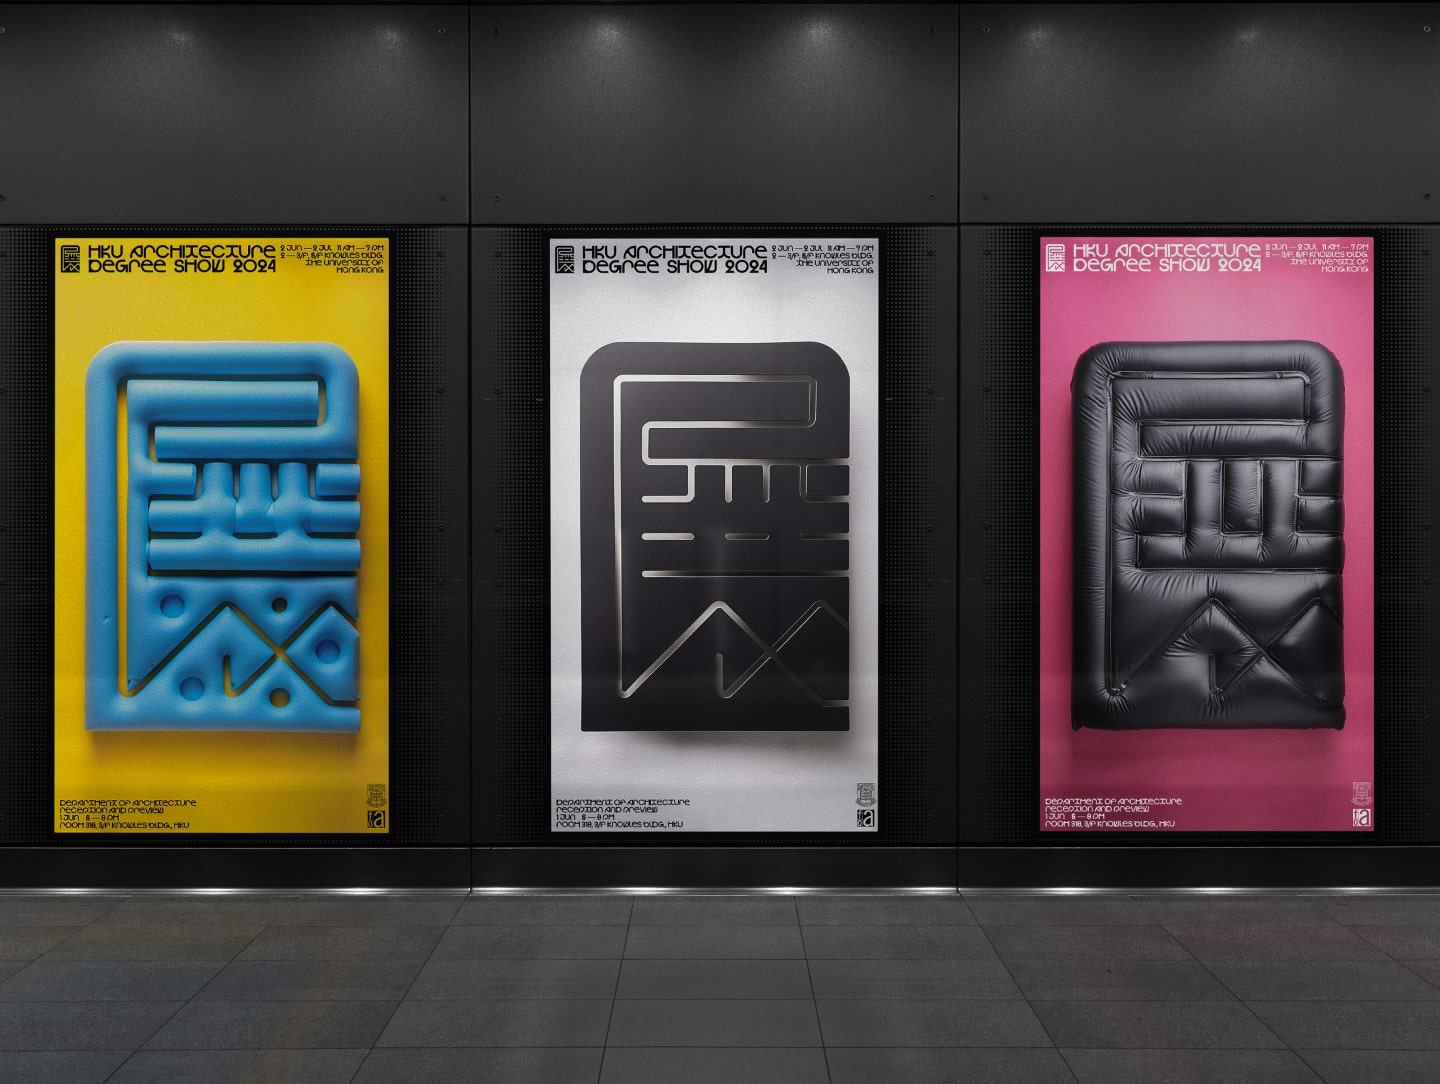 HKU ARCHITECTURE
DEGREE SHOW 2024
2 JUN — 2 JUL 11 AM — 7 PM
2 — 3/F, 6/F KNOWLES BLDG.
THE UNIVERSITY OF
HONG KONG
展
DEPARTMENT OF ARCHITECTURE
RECEPTION AND PREVIEW
1 JUN 6 — 8 PM
ROOM 318, 3/F KNOWLES BLDG., HKU
HKU ARCHITECTURE
DEGREE SHOW 2024
2 JUN — 2 JUL 11 AM — 7 PM
2 — 3/F, 6/F KNOWLES BLDG.
THE UNIVERSITY OF
HONG KONG
展
DEPARTMENT OF ARCHITECTURE
RECEPTION AND PREVIEW
1 JUN 6 — 8 PM
ROOM 318, 3/F KNOWLES BLDG., HKU
HKU ARCHITECTURE
DEGREE SHOW 2024
2 JUN — 2 JUL 11 AM — 7 PM
2 — 3/F, 6/F KNOWLES BLDG.
THE UNIVERSITY OF
HONG KONG
展
DEPARTMENT OF ARCHITECTURE
RECEPTION AND PREVIEW
1 JUN 6 — 8 PM
ROOM 318, 3/F KNOWLES BLDG., HKU